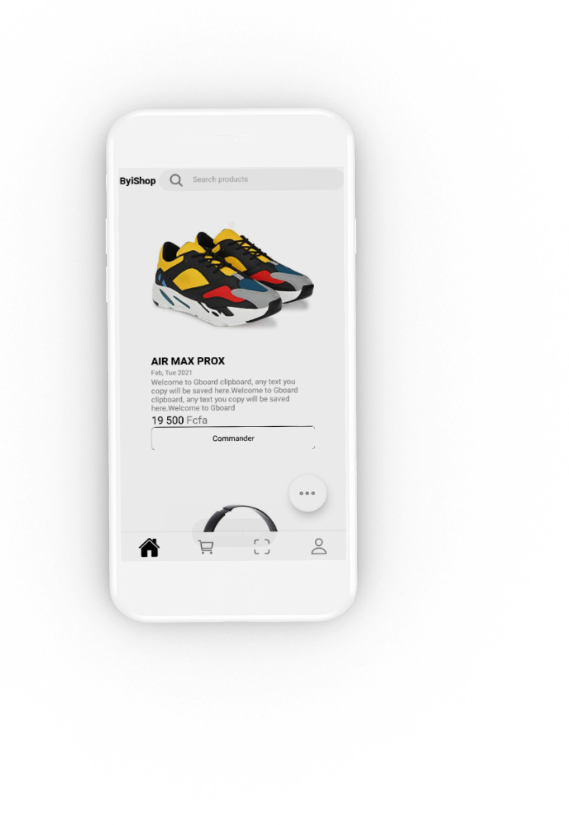 ByiShop
Search products
AIR MAX PROX
Feb, Tue 2021
Welcome to Gboard clipboard, any text you
copy will be saved here.Welcome to Gboard
clipboard, any text you copy will be saved
here.Welcome to Gboard
19 500 Fcfa
Commander